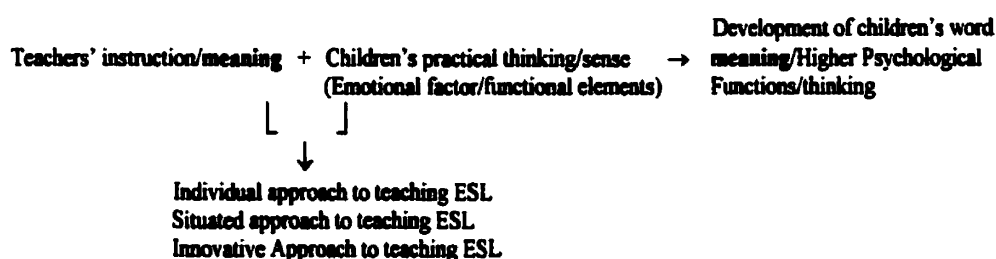 Teachers' instruction/meaning + Children's practical thinking/sense → Development of children's word
(Emotional factor/functional elements) meaning/Higher Psychological
Functions/thinking
↓
Individual approach to teaching ESL
Situated approach to teaching ESL
Innovative Approach to teaching ESL